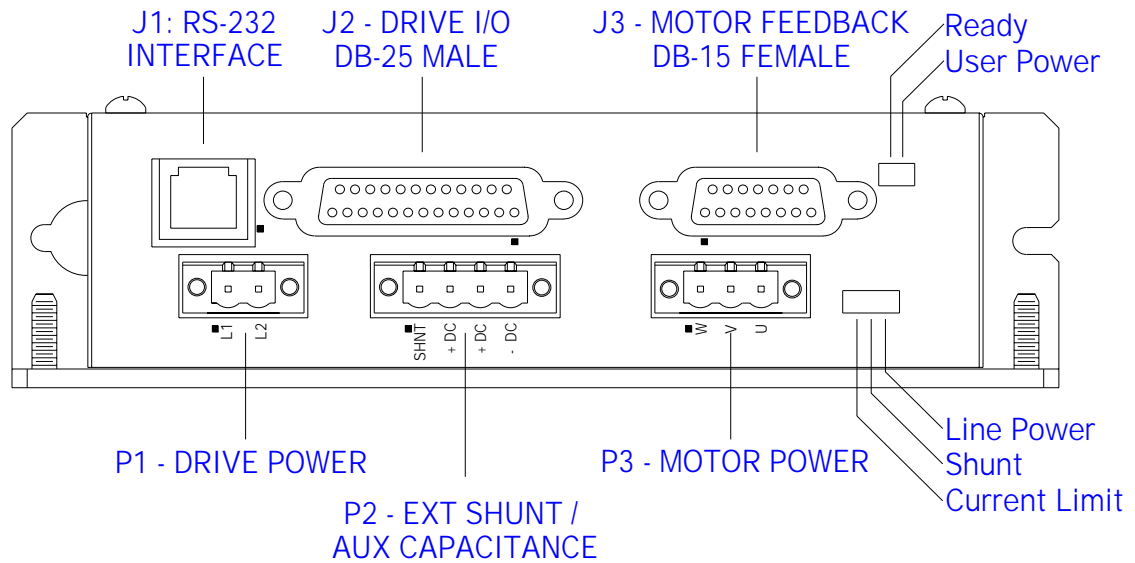 J1: RS-232
INTERFACE
J2 - DRIVE I/O
DB-25 MALE
J3 - MOTOR FEEDBACK
DB-15 FEMALE
Ready
User Power
L1
L2
SHNT
+ DC
+ DC
- DC
W
V
U
P1 - DRIVE POWER
P2 - EXT SHUNT /
AUX CAPACITANCE
P3 - MOTOR POWER
Line Power
Shunt
Current Limit